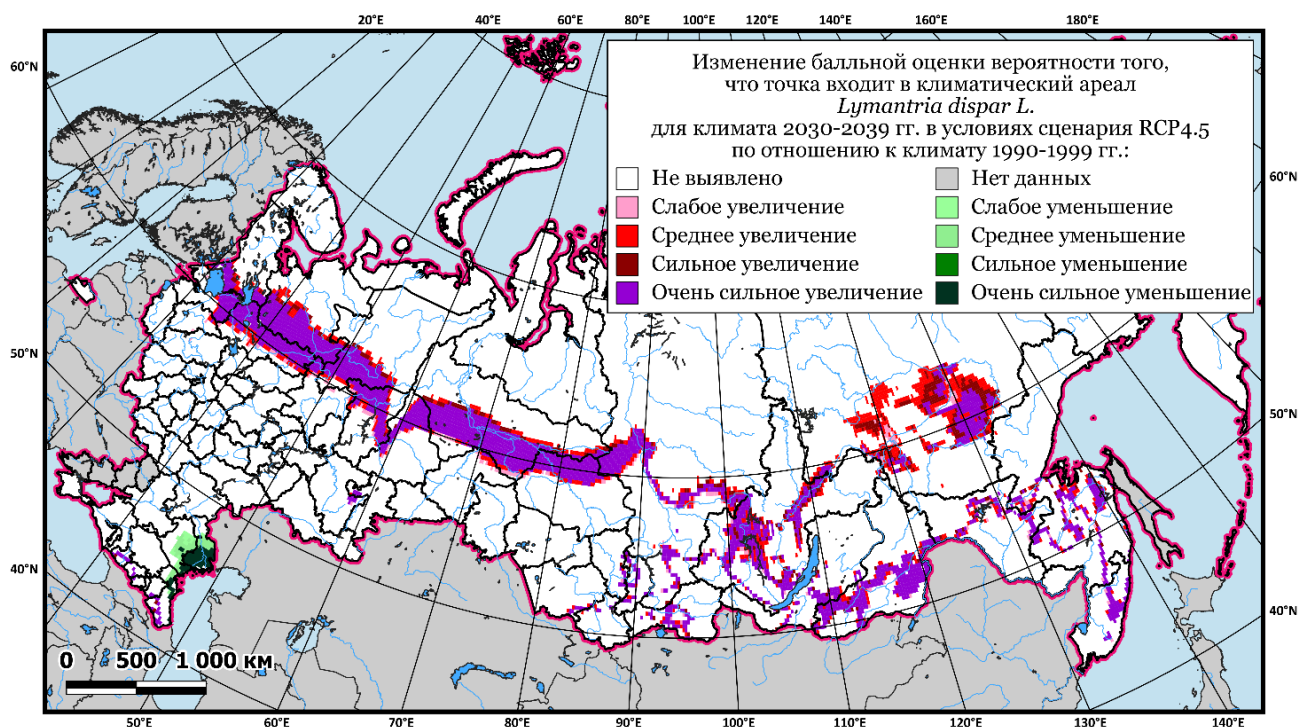 20°E 40°E 60°E 80°E 100°E 120°E 140°E 160°E 180°E
60°N
50°N
40°N
60°N
50°N
40°N
Изменение балльной оценки вероятности того,
что точка входит в климатический ареал
Lymantria dispar L.
для климата 2030-2039 гг. в условиях сценария RCP4.5
по отношению к климату 1990-1999 гг.:
Не выявлено
Слабое увеличение
Среднее увеличение
Сильное увеличение
Очень сильное увеличение
Нет данных
Слабое уменьшение
Среднее уменьшение
Сильное уменьшение
Очень сильное уменьшение
0 500 1 000 км
50°E 60°E 70°E 80°E 90°E 100°E 110°E 120°E 130°E 140°E